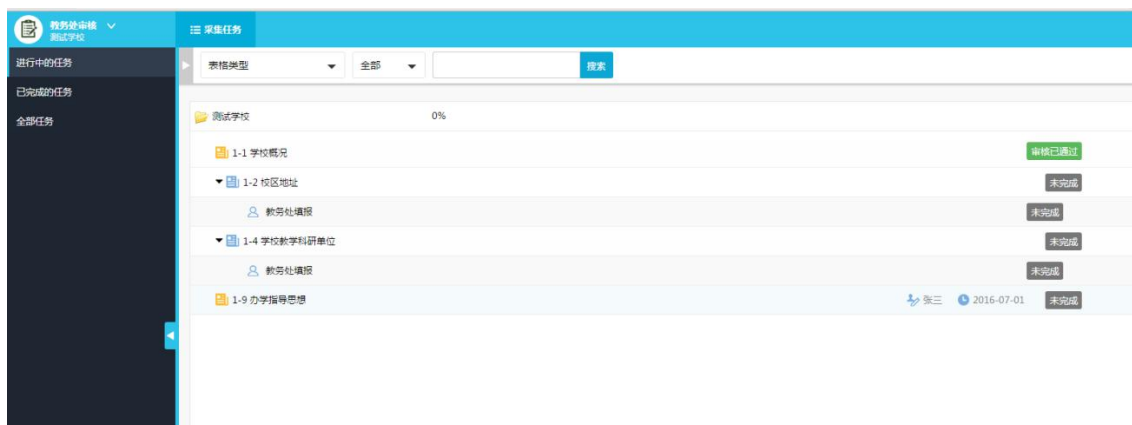 教务处审核
测试学校
采集任务
进行中的任务
已完成的任务
全部任务
表格类型 全部 搜索
测试学校 0%
1-1 学校概况 审核已通过
1-2 校区地址 未完成
教务处填报 未完成
1-4 学校教学科研单位 未完成
教务处填报 未完成
1-9 办学指导思想 张三 2016-07-01 未完成